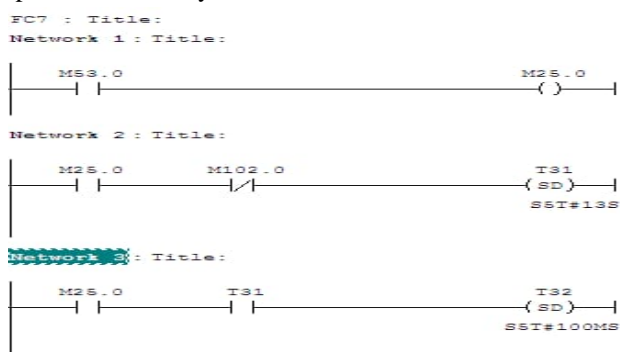 FC7 : Title:
Network 1: Title:
M53.0 M25.0
( )
Network 2: Title:
M25.0 M102.0 T31
(SD)
S5T#13S
Network 3: Title:
M25.0 T31 T32
(SD)
S5T#100MS